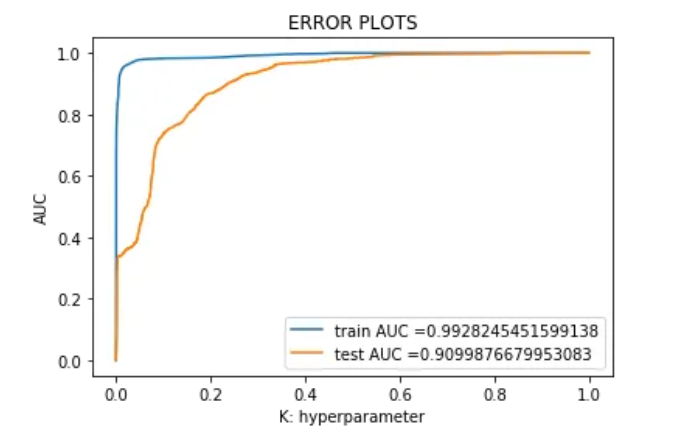 ERROR PLOTS
1.0
0.8
0.6
0.4
0.2
0.0
AUC
train AUC =0.9928245451599138
test AUC =0.9099876679953083
0.0 0.2 0.4 0.6 0.8 1.0
K: hyperparameter